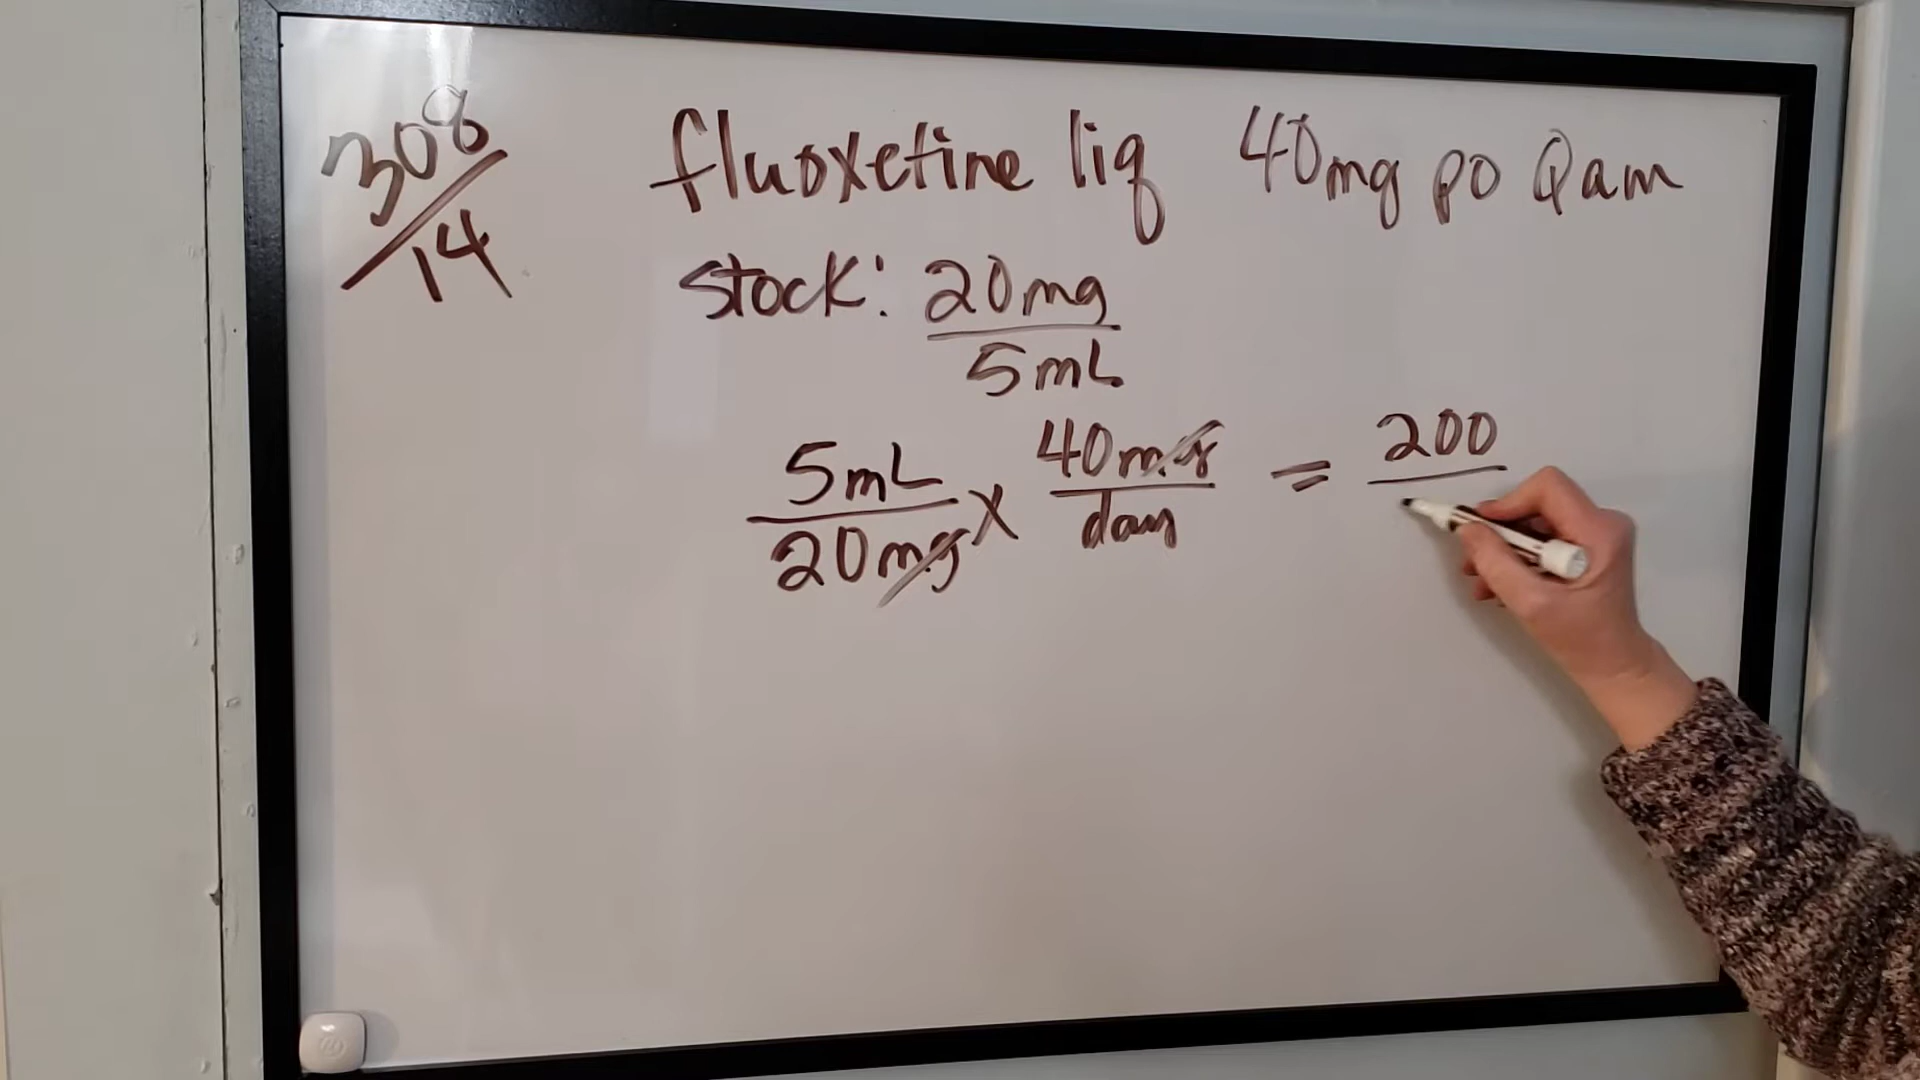 308/14
fluoxetine liq 40mg po Qam
stock: 20mg
5mL
5mL/20mg x 40mg/day = 200